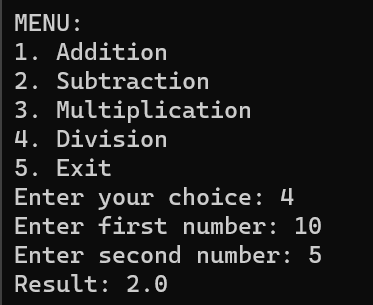 MENU:
1. Addition
2. Subtraction
3. Multiplication
4. Division
5. Exit
Enter your choice: 4
Enter first number: 10
Enter second number: 5
Result: 2.0